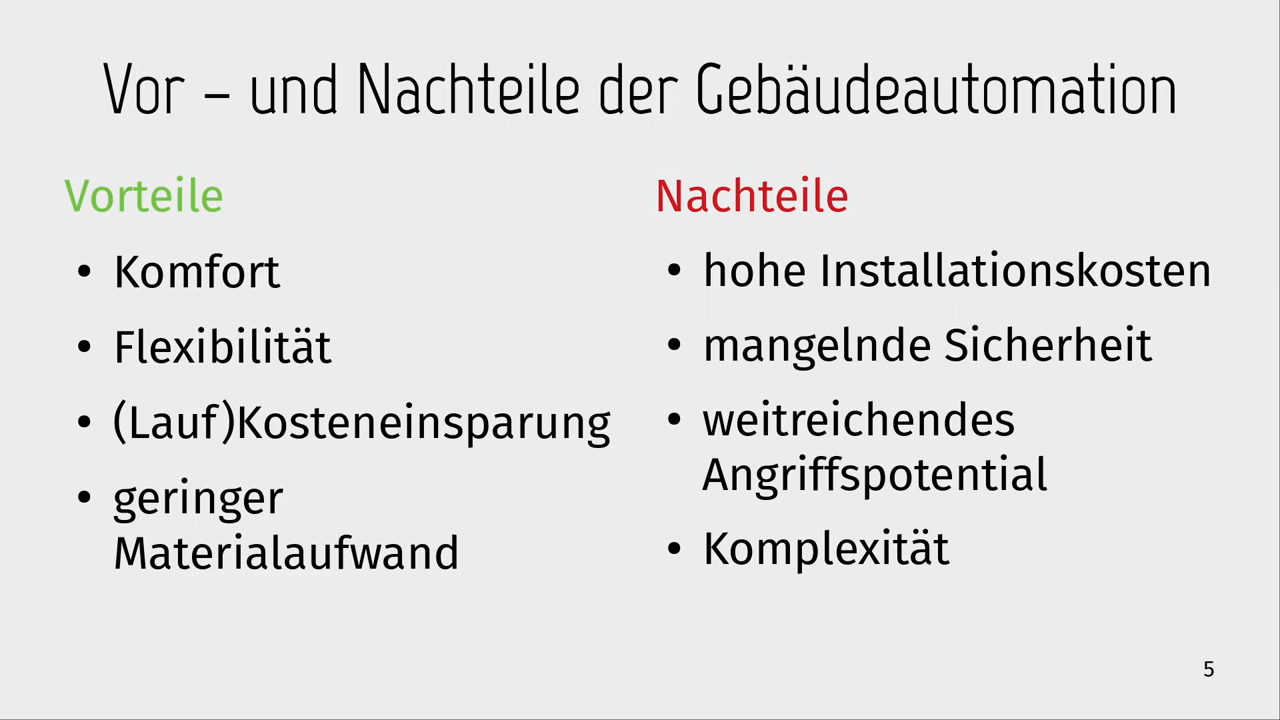 Vor – und Nachteile der Gebäudeautomation
Vorteile
• Komfort
• Flexibilität
• (Lauf)Kosteneinsparung
• geringer
Materialaufwand
Nachteile
• hohe Installationskosten
• mangelnde Sicherheit
• weitreichendes
Angriffspotential
• Komplexität
5